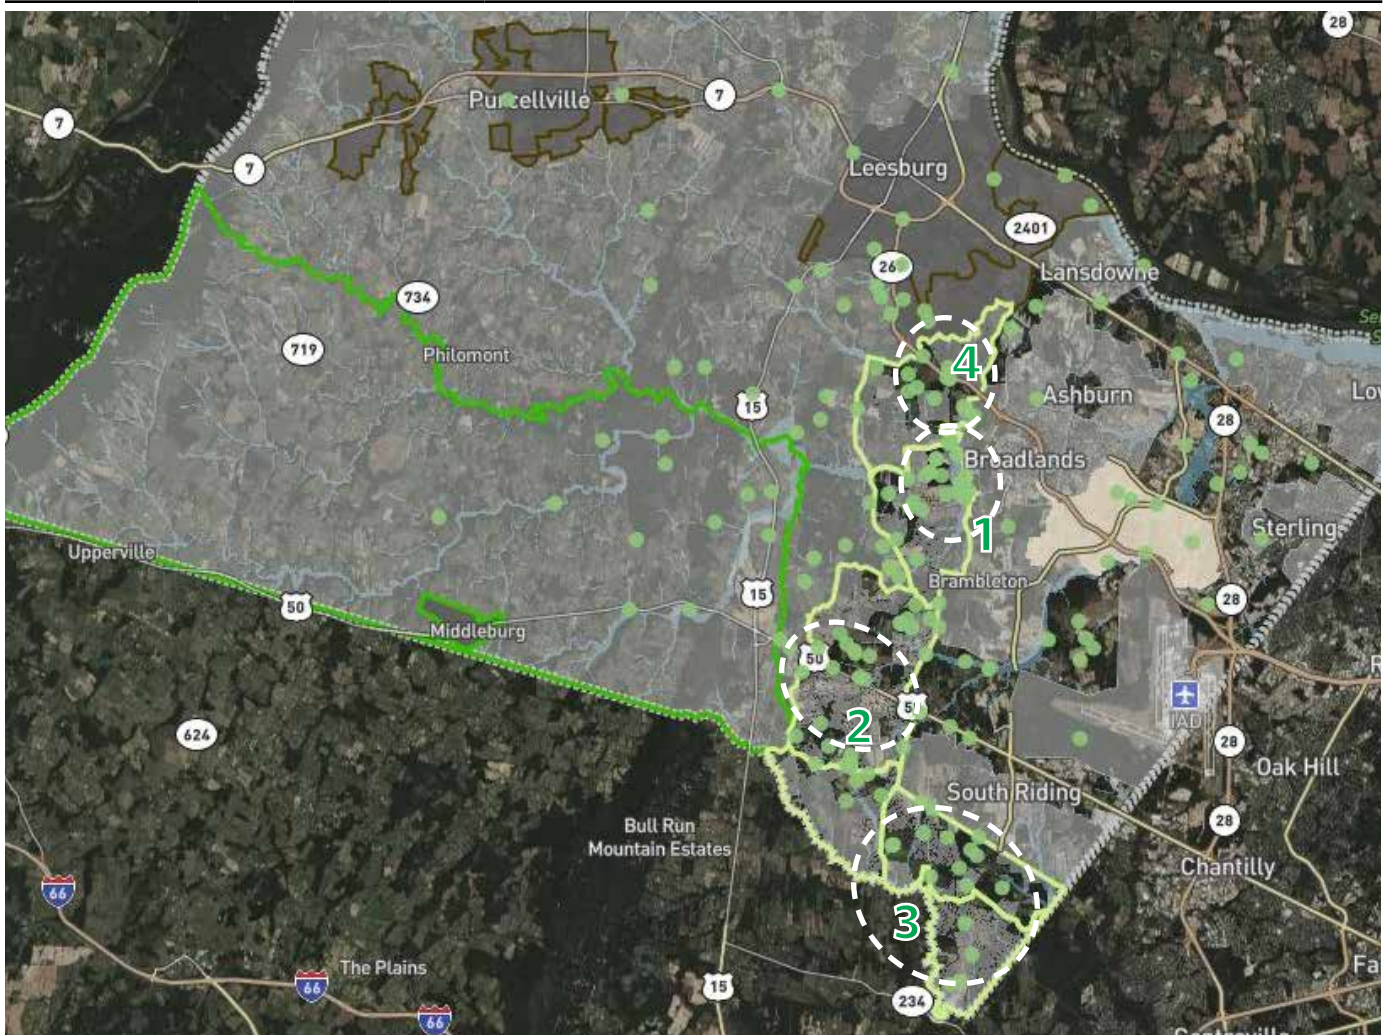 28
7
Purcellville
7
7
Leesburg
2401
Lansdowne
734
719
Philomont
4
15
Ashburn
28
Broadlands
1
Sterling
Upperville
50
Middleburg
15
Brambleton
28
50
2
IAD
624
28
Oak Hill
South Riding
28
Bull Run
Mountain Estates
Chantilly
66
3
The Plains
66
15
234
66